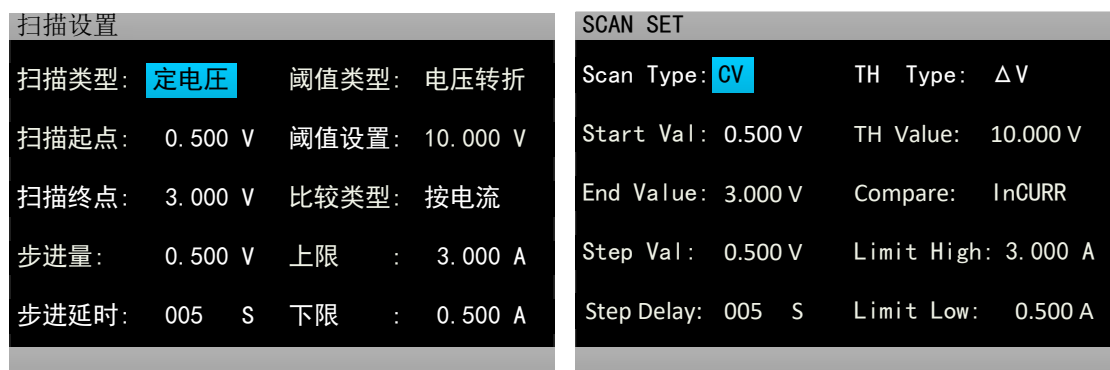 扫描设置
扫描类型: 定电压 阈值类型: 电压转折
扫描起点: 0.500 V 阈值设置: 10.000 V
扫描终点: 3.000 V 比较类型: 按电流
步进量: 0.500 V 上限 : 3.000 A
步进延时: 005 S 下限 : 0.500 A
SCAN SET
Scan Type: CV TH Type: ΔV
Start Val: 0.500 V TH Value: 10.000 V
End Value: 3.000 V Compare: InCURR
Step Val: 0.500 V Limit High: 3.000 A
Step Delay: 005 S Limit Low: 0.500 A